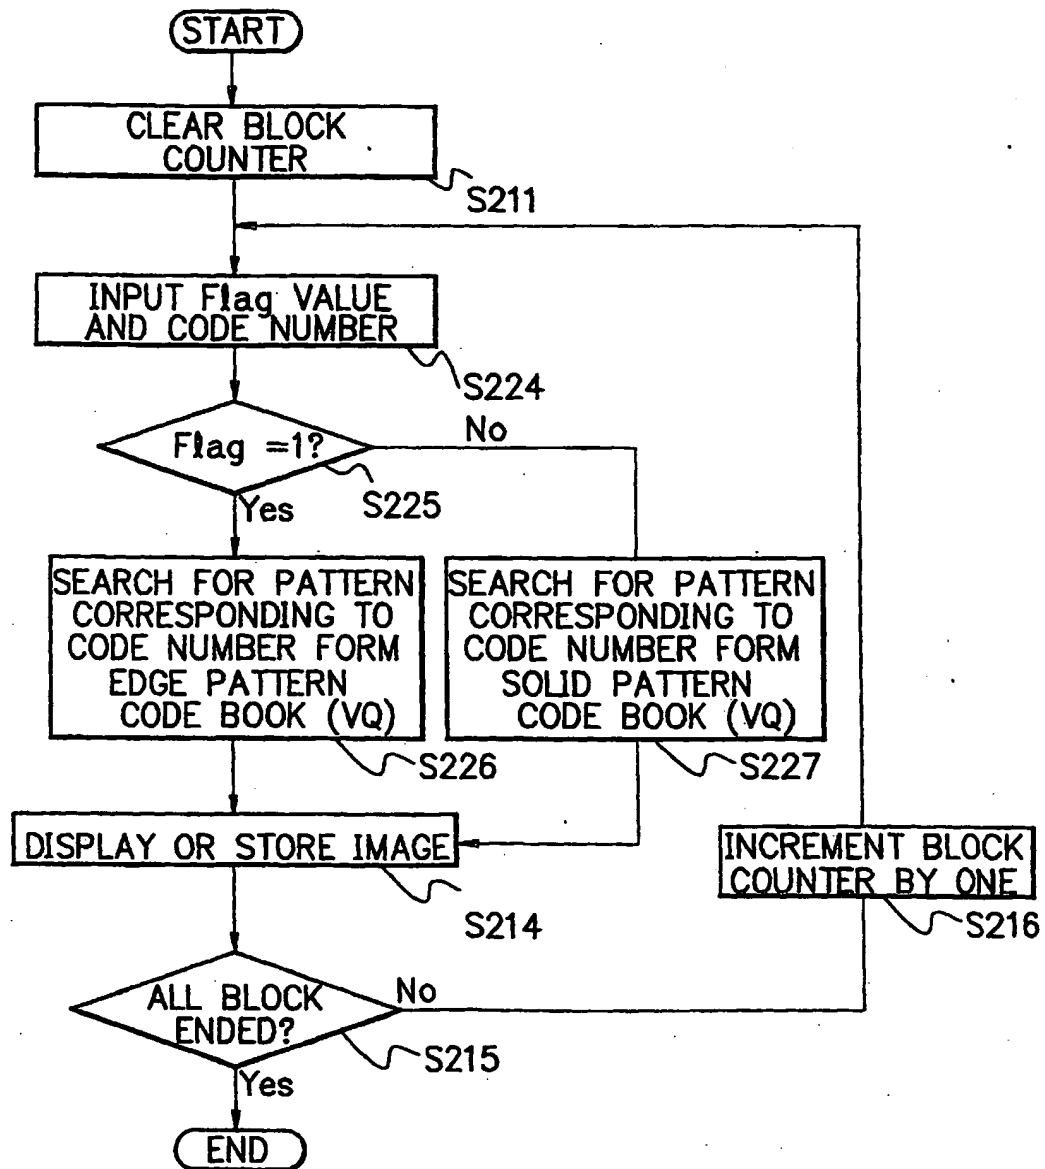 START
CLEAR BLOCK
COUNTER
S211
INPUT Flag VALUE
AND CODE NUMBER
S224
Flag =1?
No
S225
Yes
SEARCH FOR PATTERN
CORRESPONDING TO
CODE NUMBER FORM
EDGE PATTERN
CODE BOOK (VQ)
S226
SEARCH FOR PATTERN
CORRESPONDING TO
CODE NUMBER FORM
SOLID PATTERN
CODE BOOK (VQ)
S227
DISPLAY OR STORE IMAGE
S214
INCREMENT BLOCK
COUNTER BY ONE
S216
ALL BLOCK
ENDED?
No
S215
Yes
END